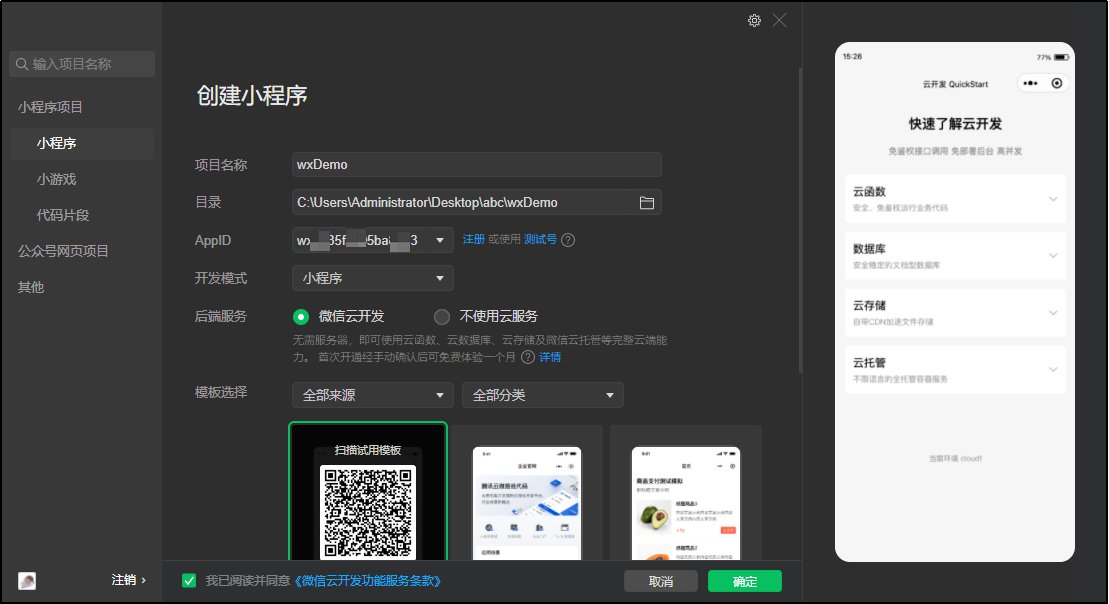 输入项目名称
小程序项目
小程序
小游戏
代码片段
公众号网页项目
其他
注销 ›
创建小程序
项目名称 wxDemo
目录 C:\Users\Administrator\Desktop\abc\wxDemo
AppID 注册 或使用 测试号 ?
开发模式 小程序
后端服务 微信云开发 不使用云服务
无需服务器，即可使用云函数、云数据库、云存储及微信云托管等完整云端能
力。 首次开通经手动确认后可免费体验一个月 ? 详情
模板选择 全部来源 全部分类
扫描试用模板
企业官网
腾讯云微搭低代码
首页
商品支付测试模拟
我已阅读并同意《微信云开发功能服务条款》
取消 确定
15:26 77%
云开发 QuickStart
快速了解云开发
免鉴权接口调用 免部署后台 高并发
云函数
安全、免鉴权运行业务代码
数据库
安全稳定的文档型数据库
云存储
自带CDN加速文件存储
云托管
不限语言的全托管容器服务
当前环境 cloud1